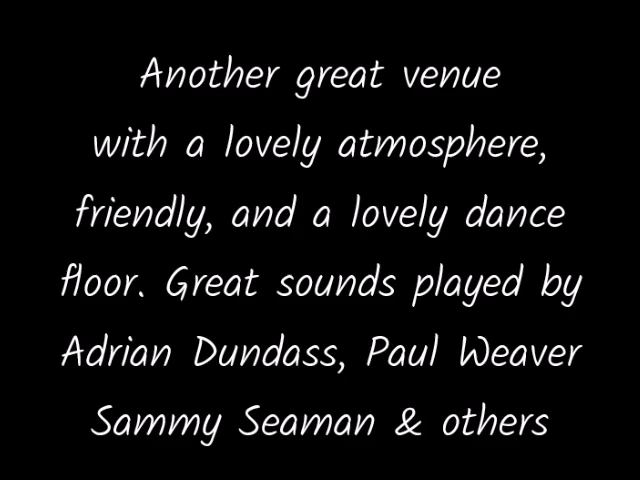 Another great venue
with a lovely atmosphere,
friendly, and a lovely dance
floor. Great sounds played by
Adrian Dundass, Paul Weaver
Sammy Seaman & others